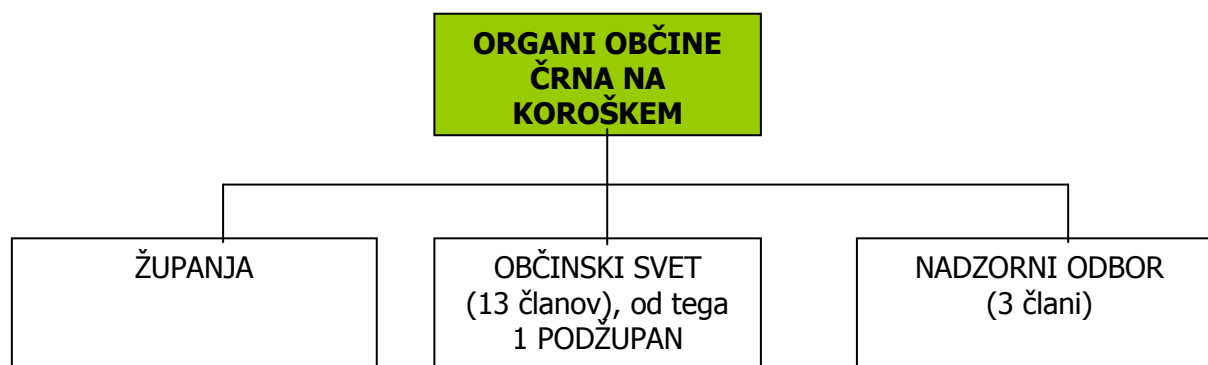 ORGANI OBČINE
ČRNA NA
KOROŠKEM
ŽUPANJA
OBČINSKI SVET
(13 članov), od tega
1 PODŽUPAN
NADZORNI ODBOR
(3 člani)